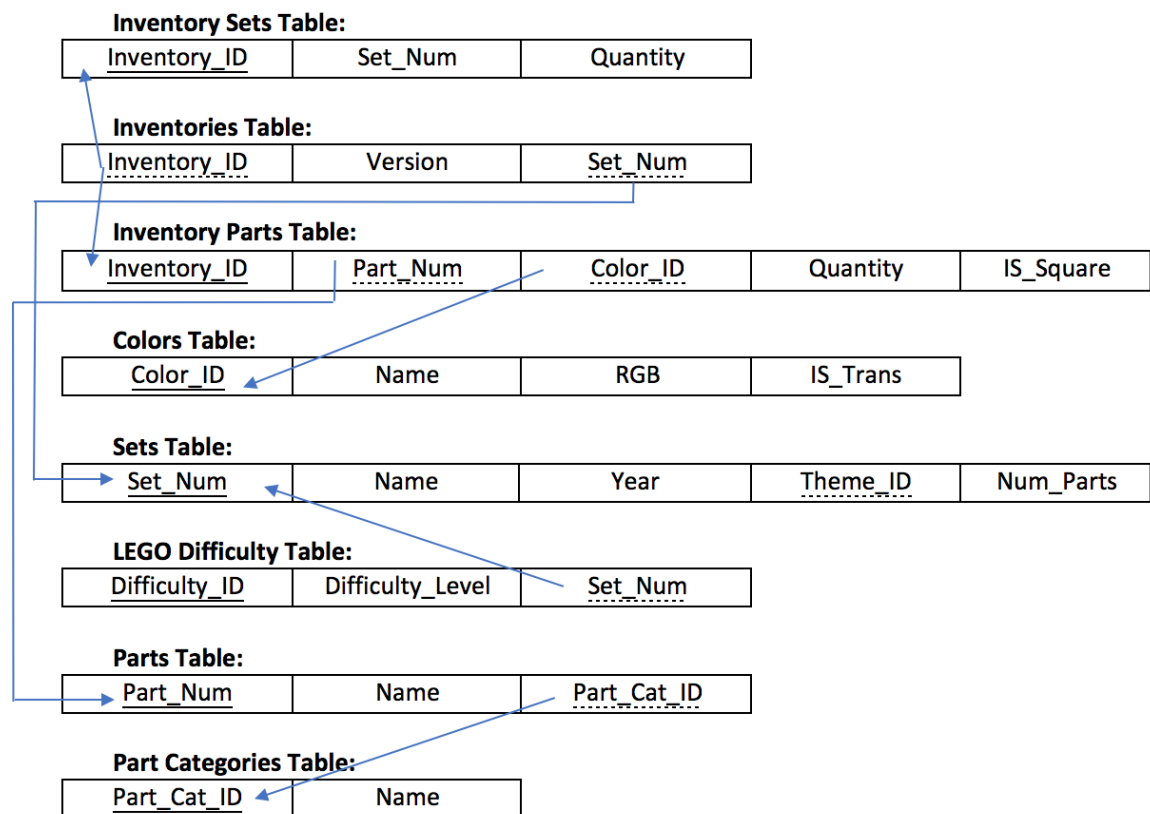 Inventory Sets Table:
Inventory_ID Set_Num Quantity
Inventories Table:
Inventory_ID Version Set_Num
Inventory Parts Table:
Inventory_ID Part_Num Color_ID Quantity IS_Square
Colors Table:
Color_ID Name RGB IS_Trans
Sets Table:
Set_Num Name Year Theme_ID Num_Parts
LEGO Difficulty Table:
Difficulty_ID Difficulty_Level Set_Num
Parts Table:
Part_Num Name Part_Cat_ID
Part Categories Table:
Part_Cat_ID Name